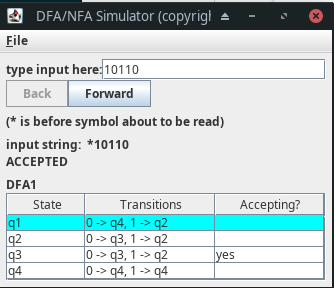 DFA/NFA Simulator (copyrigl
File
type input here: 10110
Back Forward
(* is before symbol about to be read)
input string: *10110
ACCEPTED
DFA1
State Transitions Accepting?
q1 0 -> q4, 1 -> q2
q2 0 -> q3, 1 -> q2
q3 0 -> q3, 1 -> q2 yes
q4 0 -> q4, 1 -> q4